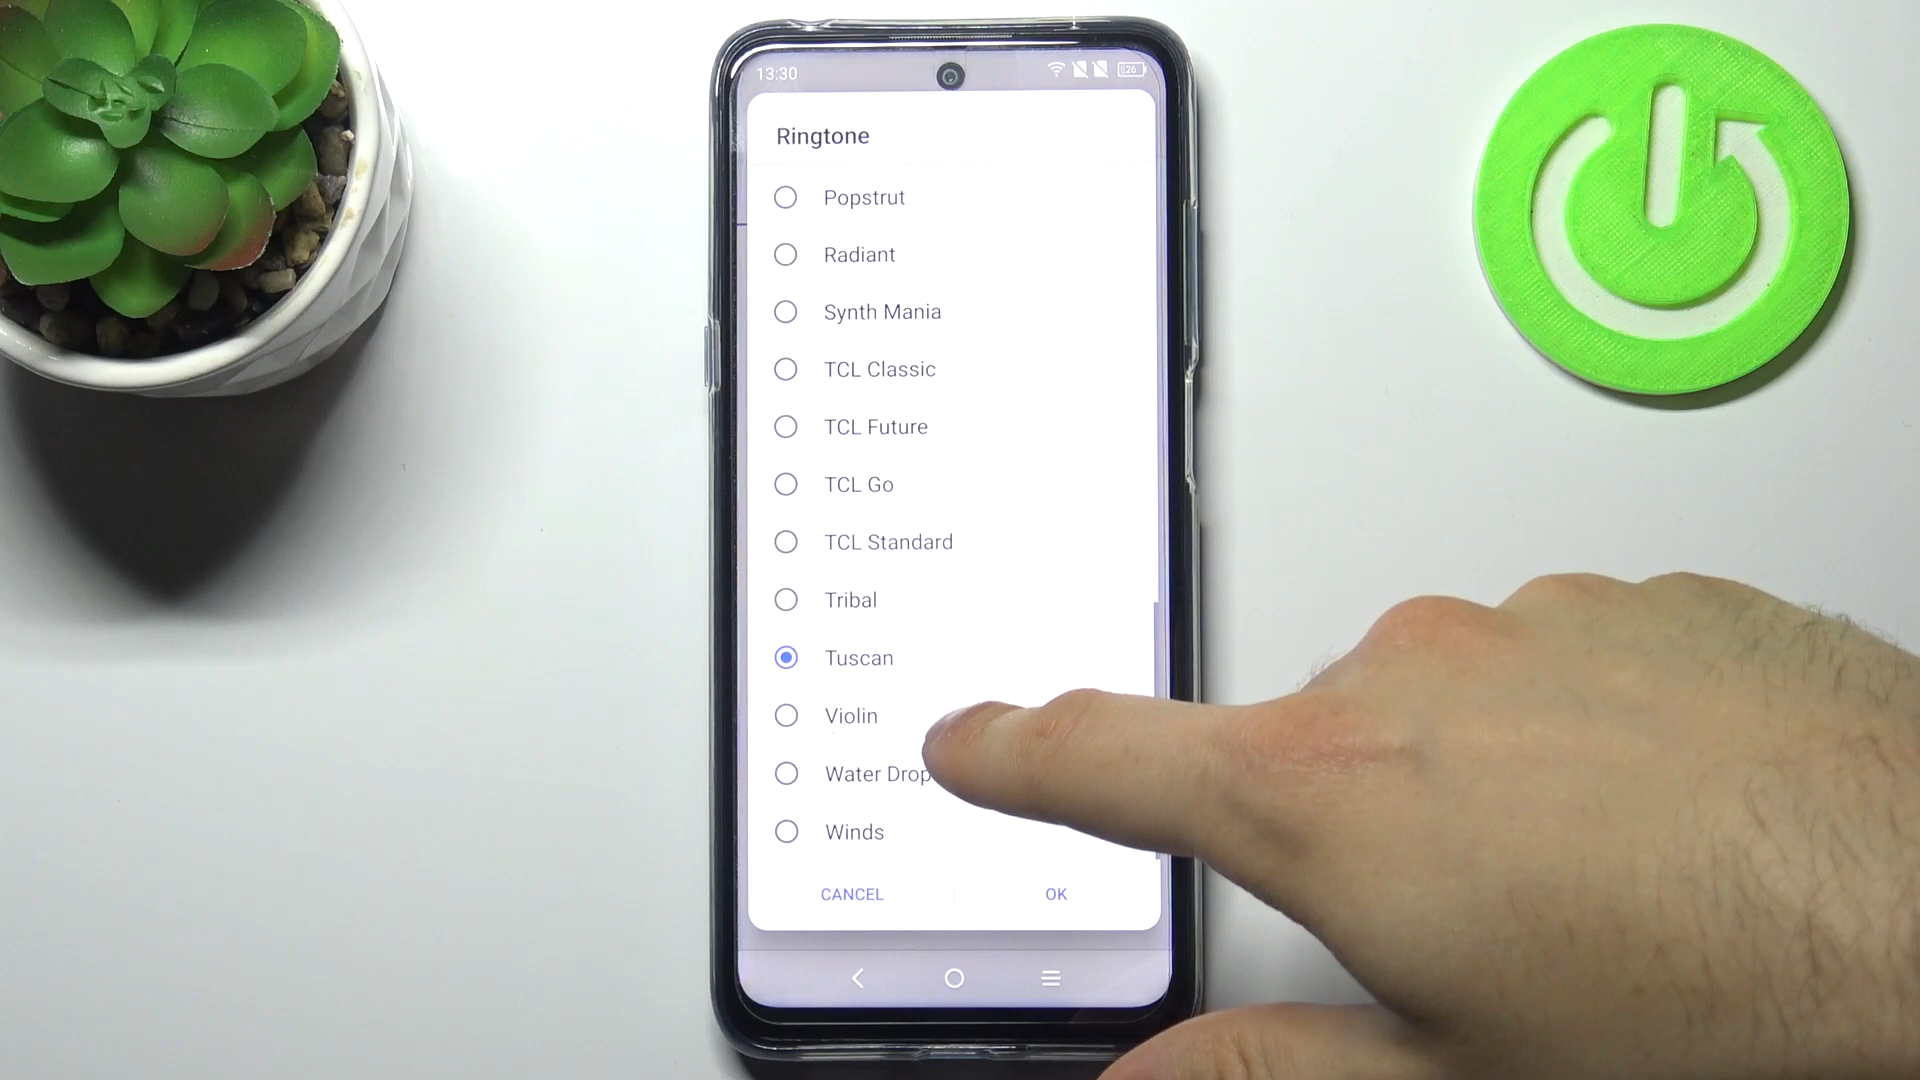 13:30
26
Ringtone
Popstrut
Radiant
Synth Mania
TCL Classic
TCL Future
TCL Go
TCL Standard
Tribal
Tuscan
Violin
Water Drop
Winds
CANCEL
OK